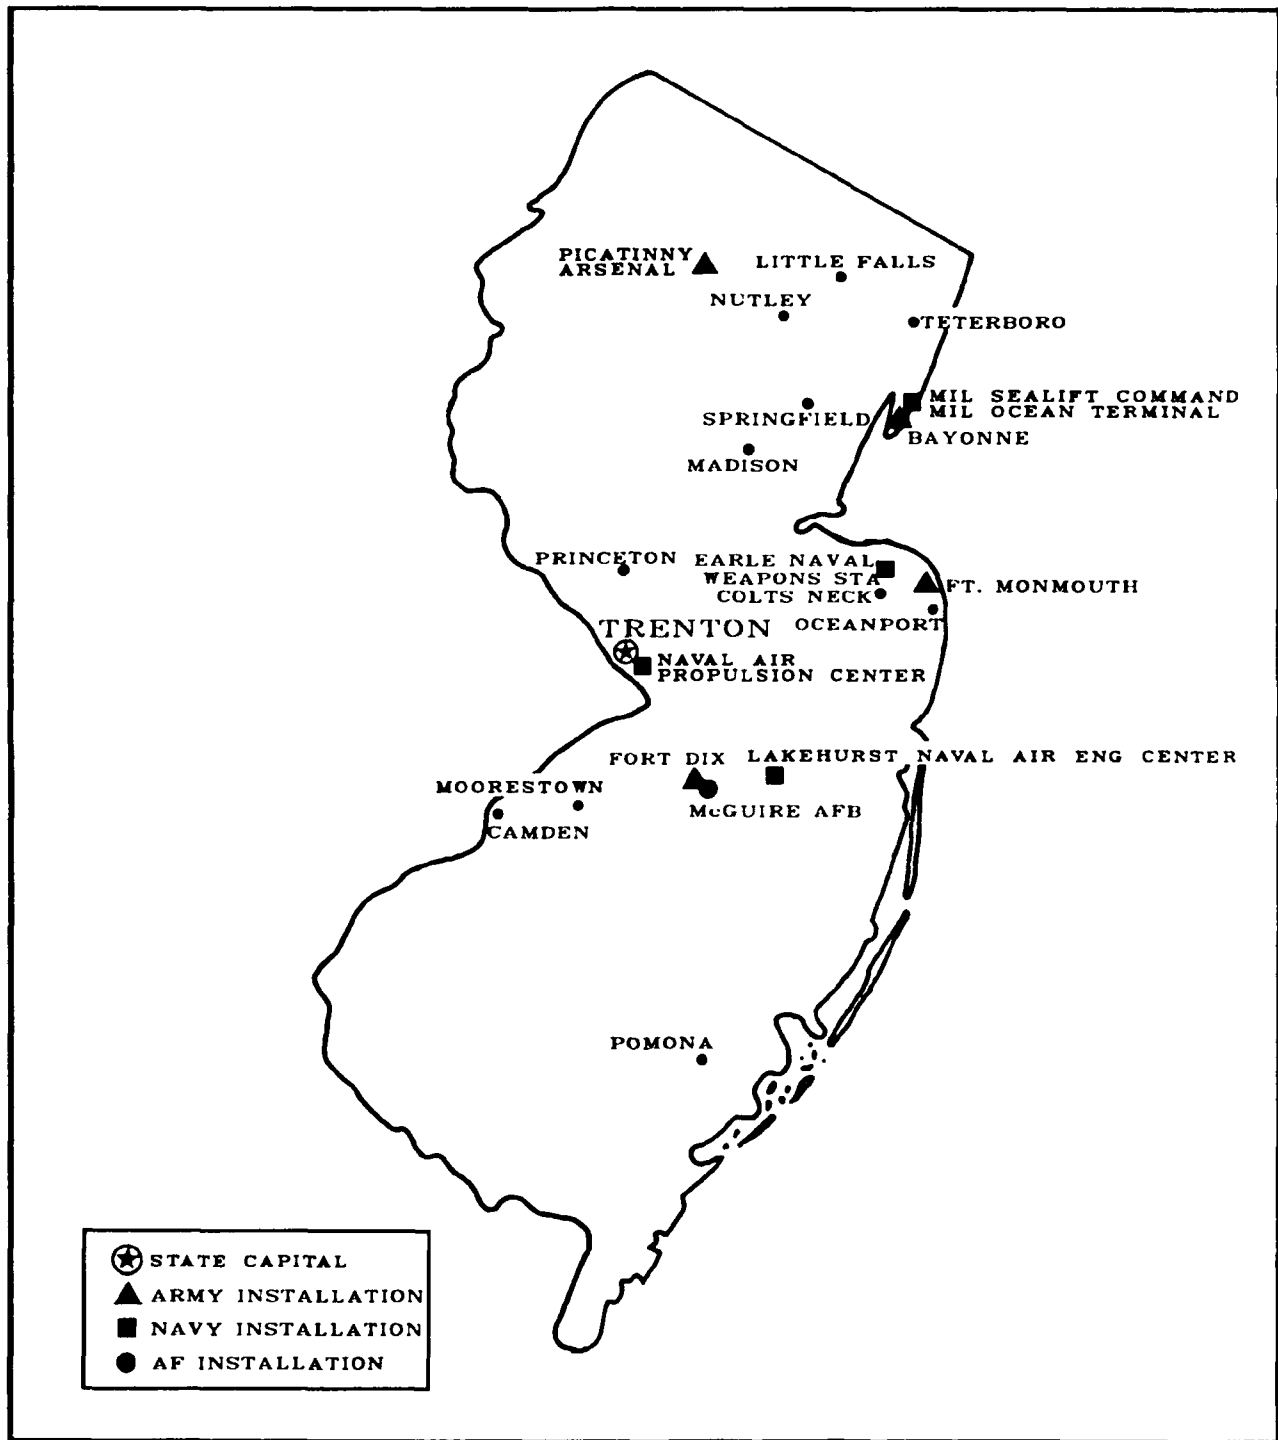 PICATINNY
ARSENAL
LITTLE FALLS
NUTLEY
TETERBORO
MIL SEALIFT COMMAND
MIL OCEAN TERMINAL
SPRINGFIELD
BAYONNE
MADISON
PRINCETON
EARLE NAVAL
WEAPONS STA
COLTS NECK
FT. MONMOUTH
OCEANPORT
TRENTON
NAVAL AIR
PROPULSION CENTER
FORT DIX
LAKEHURST NAVAL AIR ENG CENTER
MOORESTOWN
McGUIRE AFB
CAMDEN
POMONA
STATE CAPITAL
ARMY INSTALLATION
NAVY INSTALLATION
AF INSTALLATION